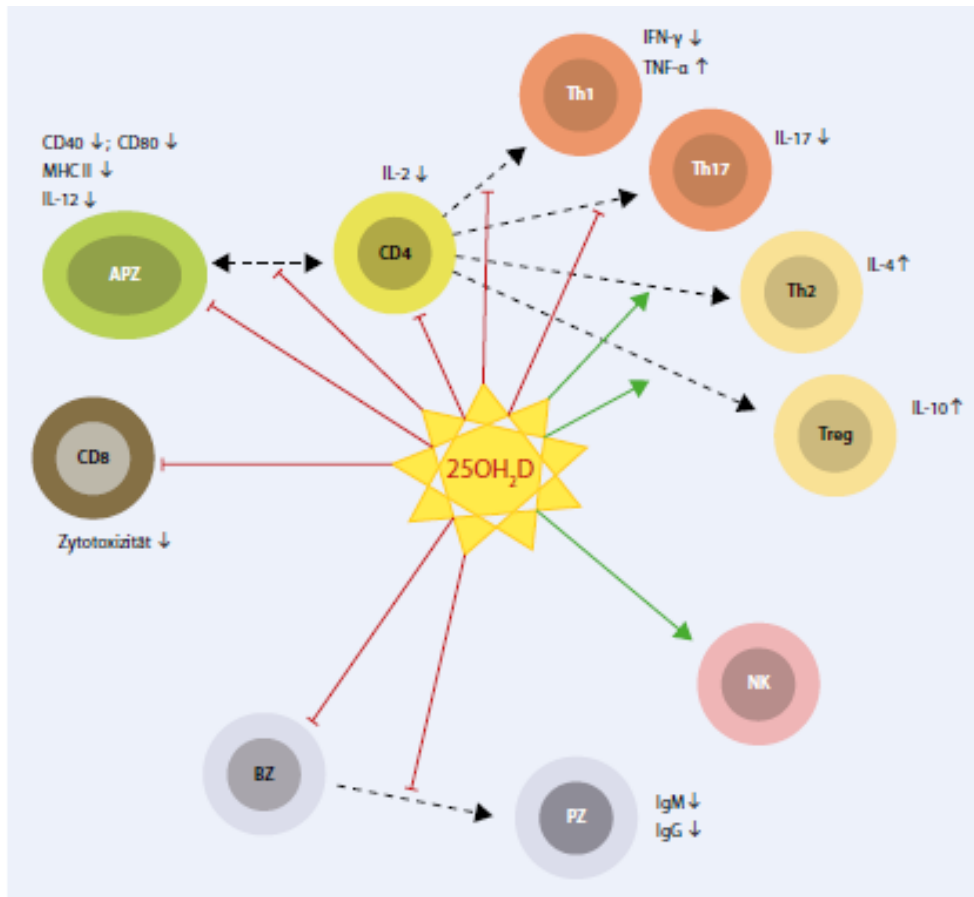 IFN-γ ↓
TNF-α ↑
Th1
CD40 ↓; CD80 ↓
MHC II ↓
IL-12 ↓
IL-2 ↓
IL-17 ↓
Th17
APZ
CD4
IL-4 ↑
Th2
IL-10 ↑
Treg
CD8
25OH₂D
Zytotoxizität ↓
NK
BZ
PZ
IgM ↓
IgG ↓